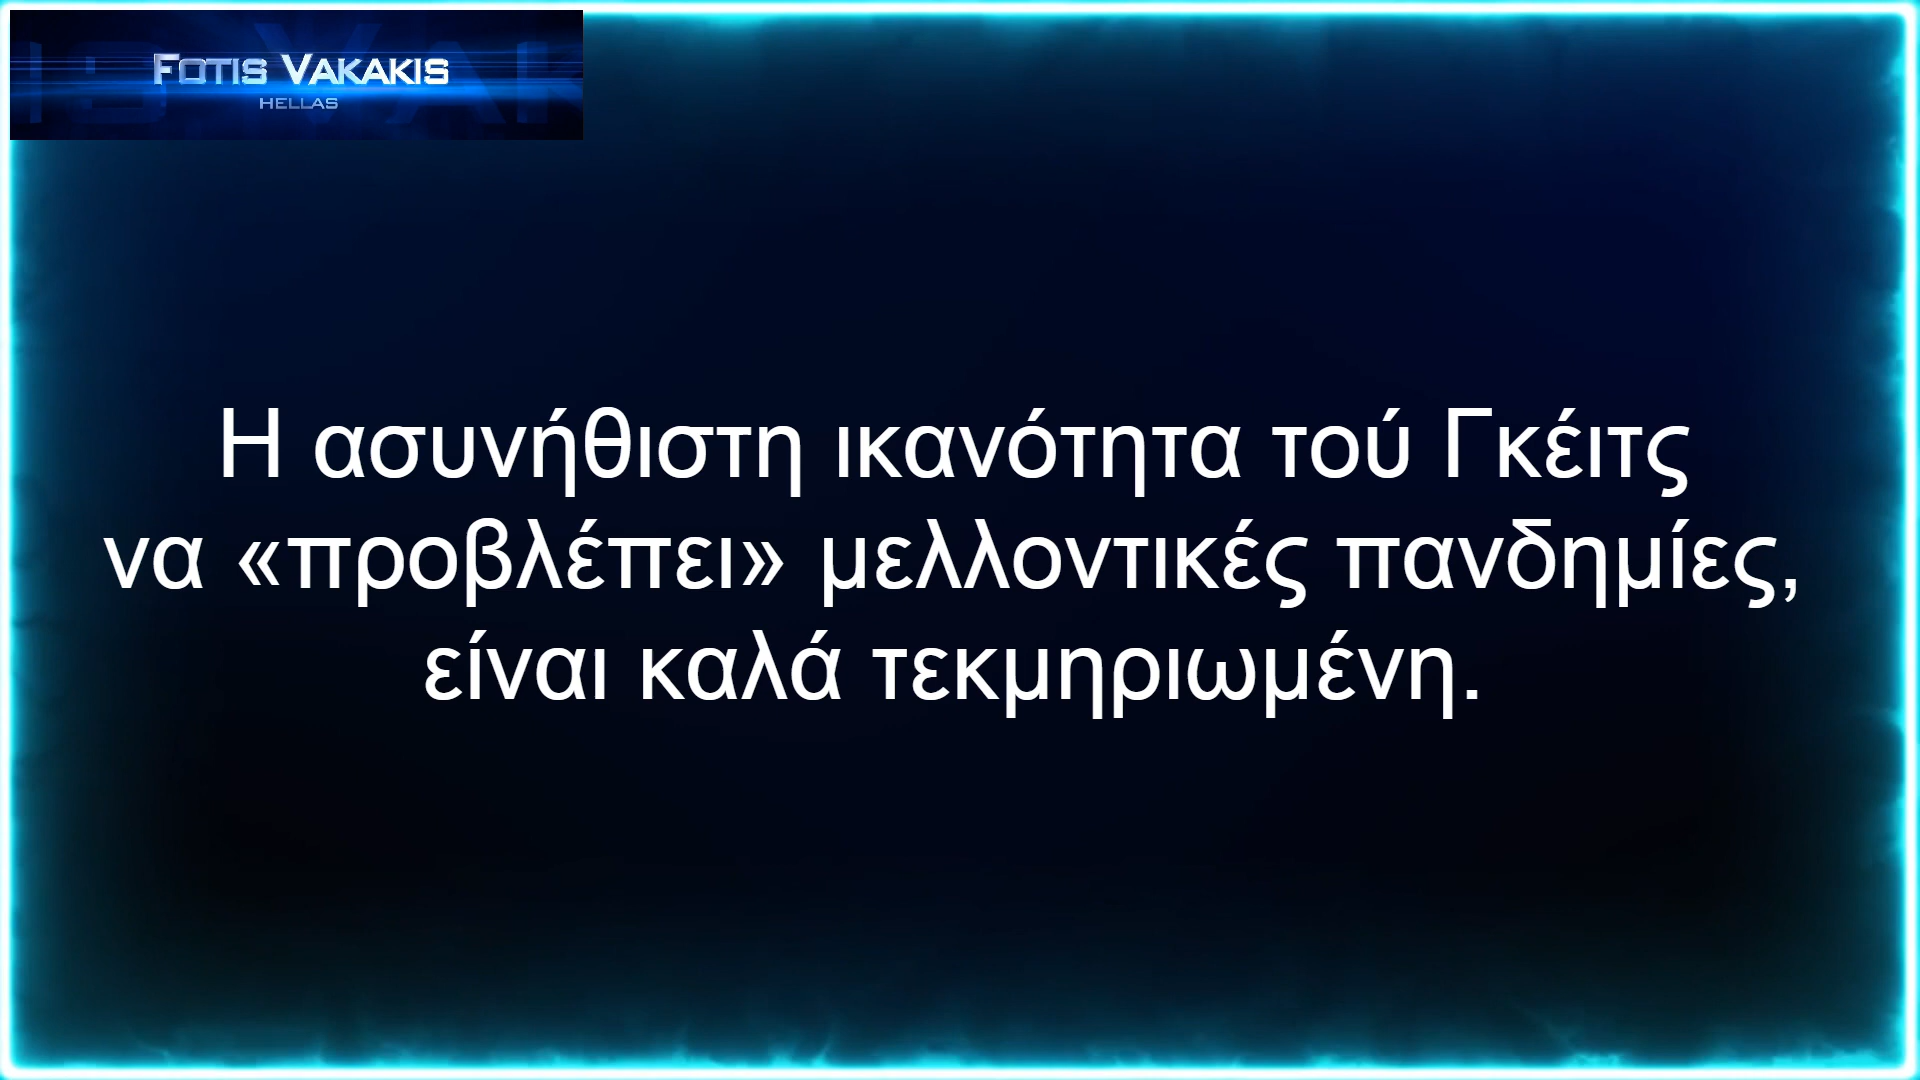 FOTIS VAKAKIS
HELLAS
Η ασυνήθιστη ικανότητα τού Γκέιτς
να «προβλέπει» μελλοντικές πανδημίες,
είναι καλά τεκμηριωμένη.